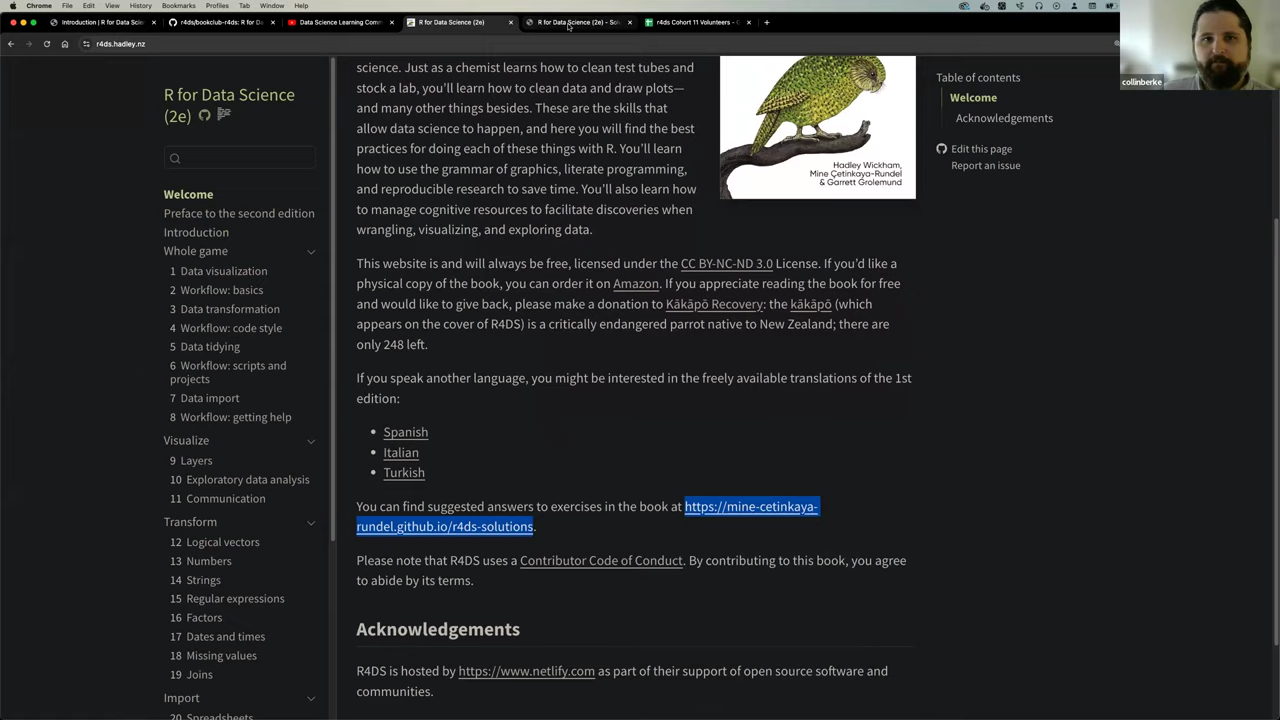 Chrome File Edit View History Bookmarks Profiles Tab Window Help
Introduction | R for Data Scien
r4ds/bookclub-r4ds: R for Da
Data Science Learning Comm
R for Data Science (2e)
R for Data Science (2e) - Solu
r4ds Cohort 11 Volunteers - G
r4ds.hadley.nz
collinberke
R for Data Science
(2e)
Welcome
Preface to the second edition
Introduction
Whole game
1 Data visualization
2 Workflow: basics
3 Data transformation
4 Workflow: code style
5 Data tidying
6 Workflow: scripts and
projects
7 Data import
8 Workflow: getting help
Visualize
9 Layers
10 Exploratory data analysis
11 Communication
Transform
12 Logical vectors
13 Numbers
14 Strings
15 Regular expressions
16 Factors
17 Dates and times
18 Missing values
19 Joins
Import
20 Spreadsheets
science. Just as a chemist learns how to clean test tubes and
stock a lab, you'll learn how to clean data and draw plots—
and many other things besides. These are the skills that
allow data science to happen, and here you will find the best
practices for doing each of these things with R. You'll learn
how to use the grammar of graphics, literate programming,
and reproducible research to save time. You'll also learn how
to manage cognitive resources to facilitate discoveries when
wrangling, visualizing, and exploring data.
Hadley Wickham,
Mine Çetinkaya-Rundel
& Garrett Grolemund
This website is and will always be free, licensed under the CC BY-NC-ND 3.0 License. If you'd like a
physical copy of the book, you can order it on Amazon. If you appreciate reading the book for free
and would like to give back, please make a donation to Kākāpō Recovery: the kākāpō (which
appears on the cover of R4DS) is a critically endangered parrot native to New Zealand; there are
only 248 left.
If you speak another language, you might be interested in the freely available translations of the 1st
edition:
• Spanish
• Italian
• Turkish
You can find suggested answers to exercises in the book at https://mine-cetinkaya-
rundel.github.io/r4ds-solutions.
Please note that R4DS uses a Contributor Code of Conduct. By contributing to this book, you agree
to abide by its terms.
Acknowledgements
R4DS is hosted by https://www.netlify.com as part of their support of open source software and
communities.
Table of contents
Welcome
Acknowledgements
Edit this page
Report an issue